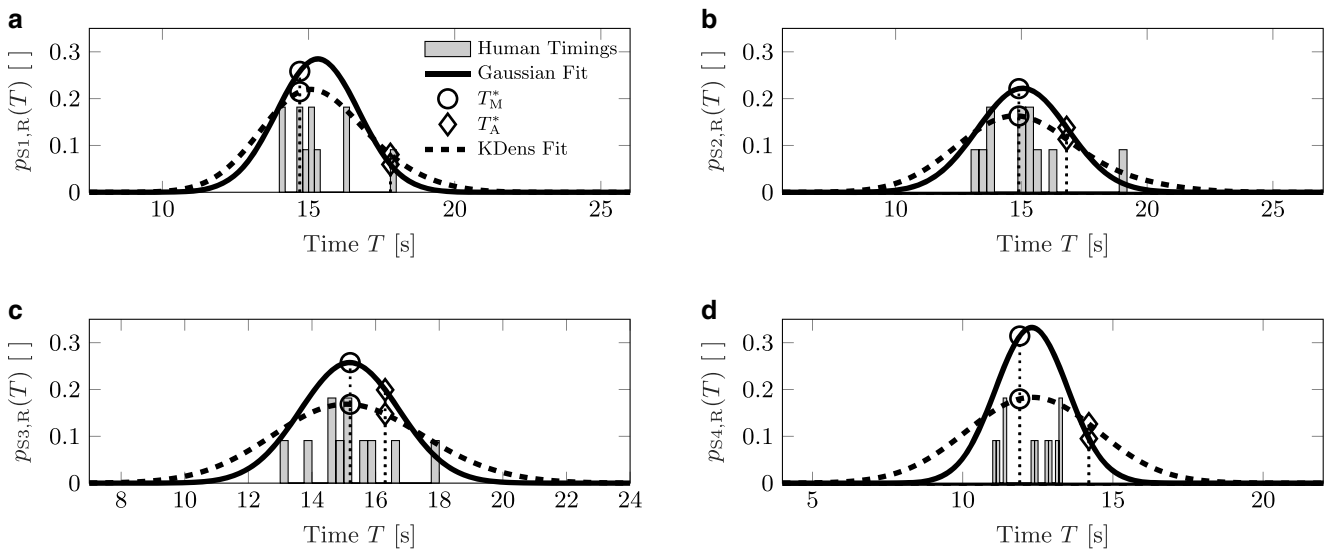 a
p_{S1,R}(T) [ ]
0.3
0.2
0.1
0
10 15 20 25
Time T [s]
Human Timings
Gaussian Fit
T_M^*
T_A^*
KDens Fit
b
p_{S2,R}(T) [ ]
0.3
0.2
0.1
0
10 15 20 25
Time T [s]
c
p_{S3,R}(T) [ ]
0.3
0.2
0.1
0
8 10 12 14 16 18 20 22 24
Time T [s]
d
p_{S4,R}(T) [ ]
0.3
0.2
0.1
0
5 10 15 20
Time T [s]